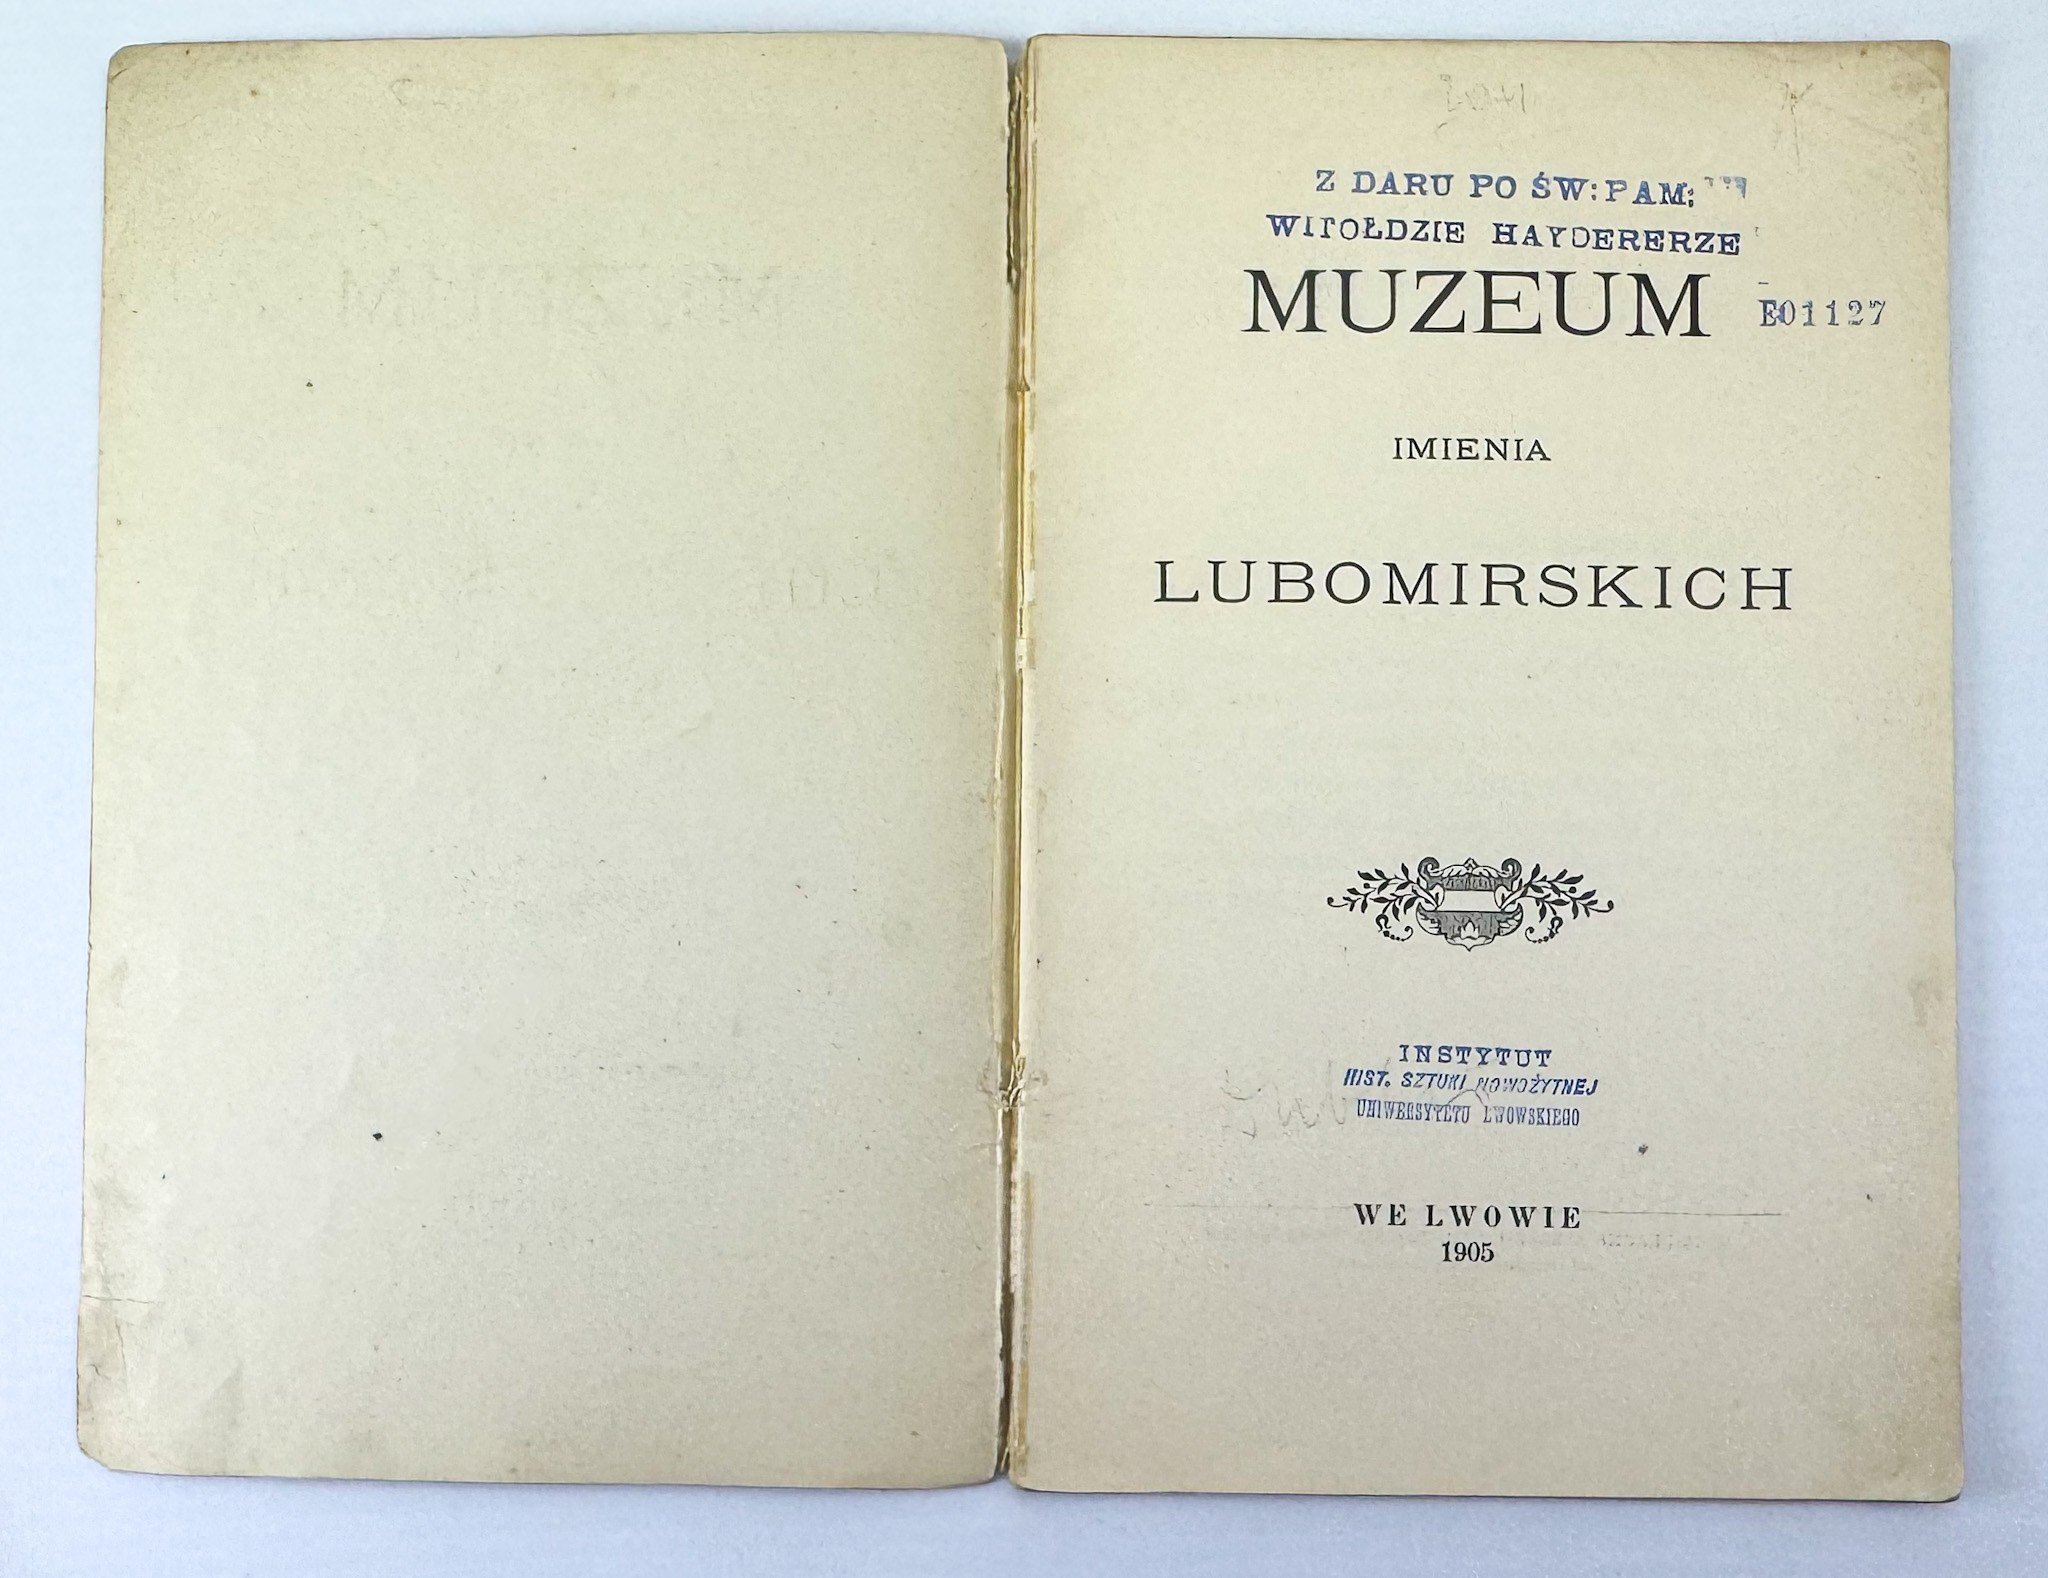 Z DARU PO ŚW: PAM:
WITOŁDZIE HAYDERERZE
MUZEUM
E01127
IMIENIA
LUBOMIRSKICH
INSTYTUT
HIST. SZTUKI NOWOŻYTNEJ
UNIWERSYTETU LWOWSKIEGO
WE LWOWIE
1905